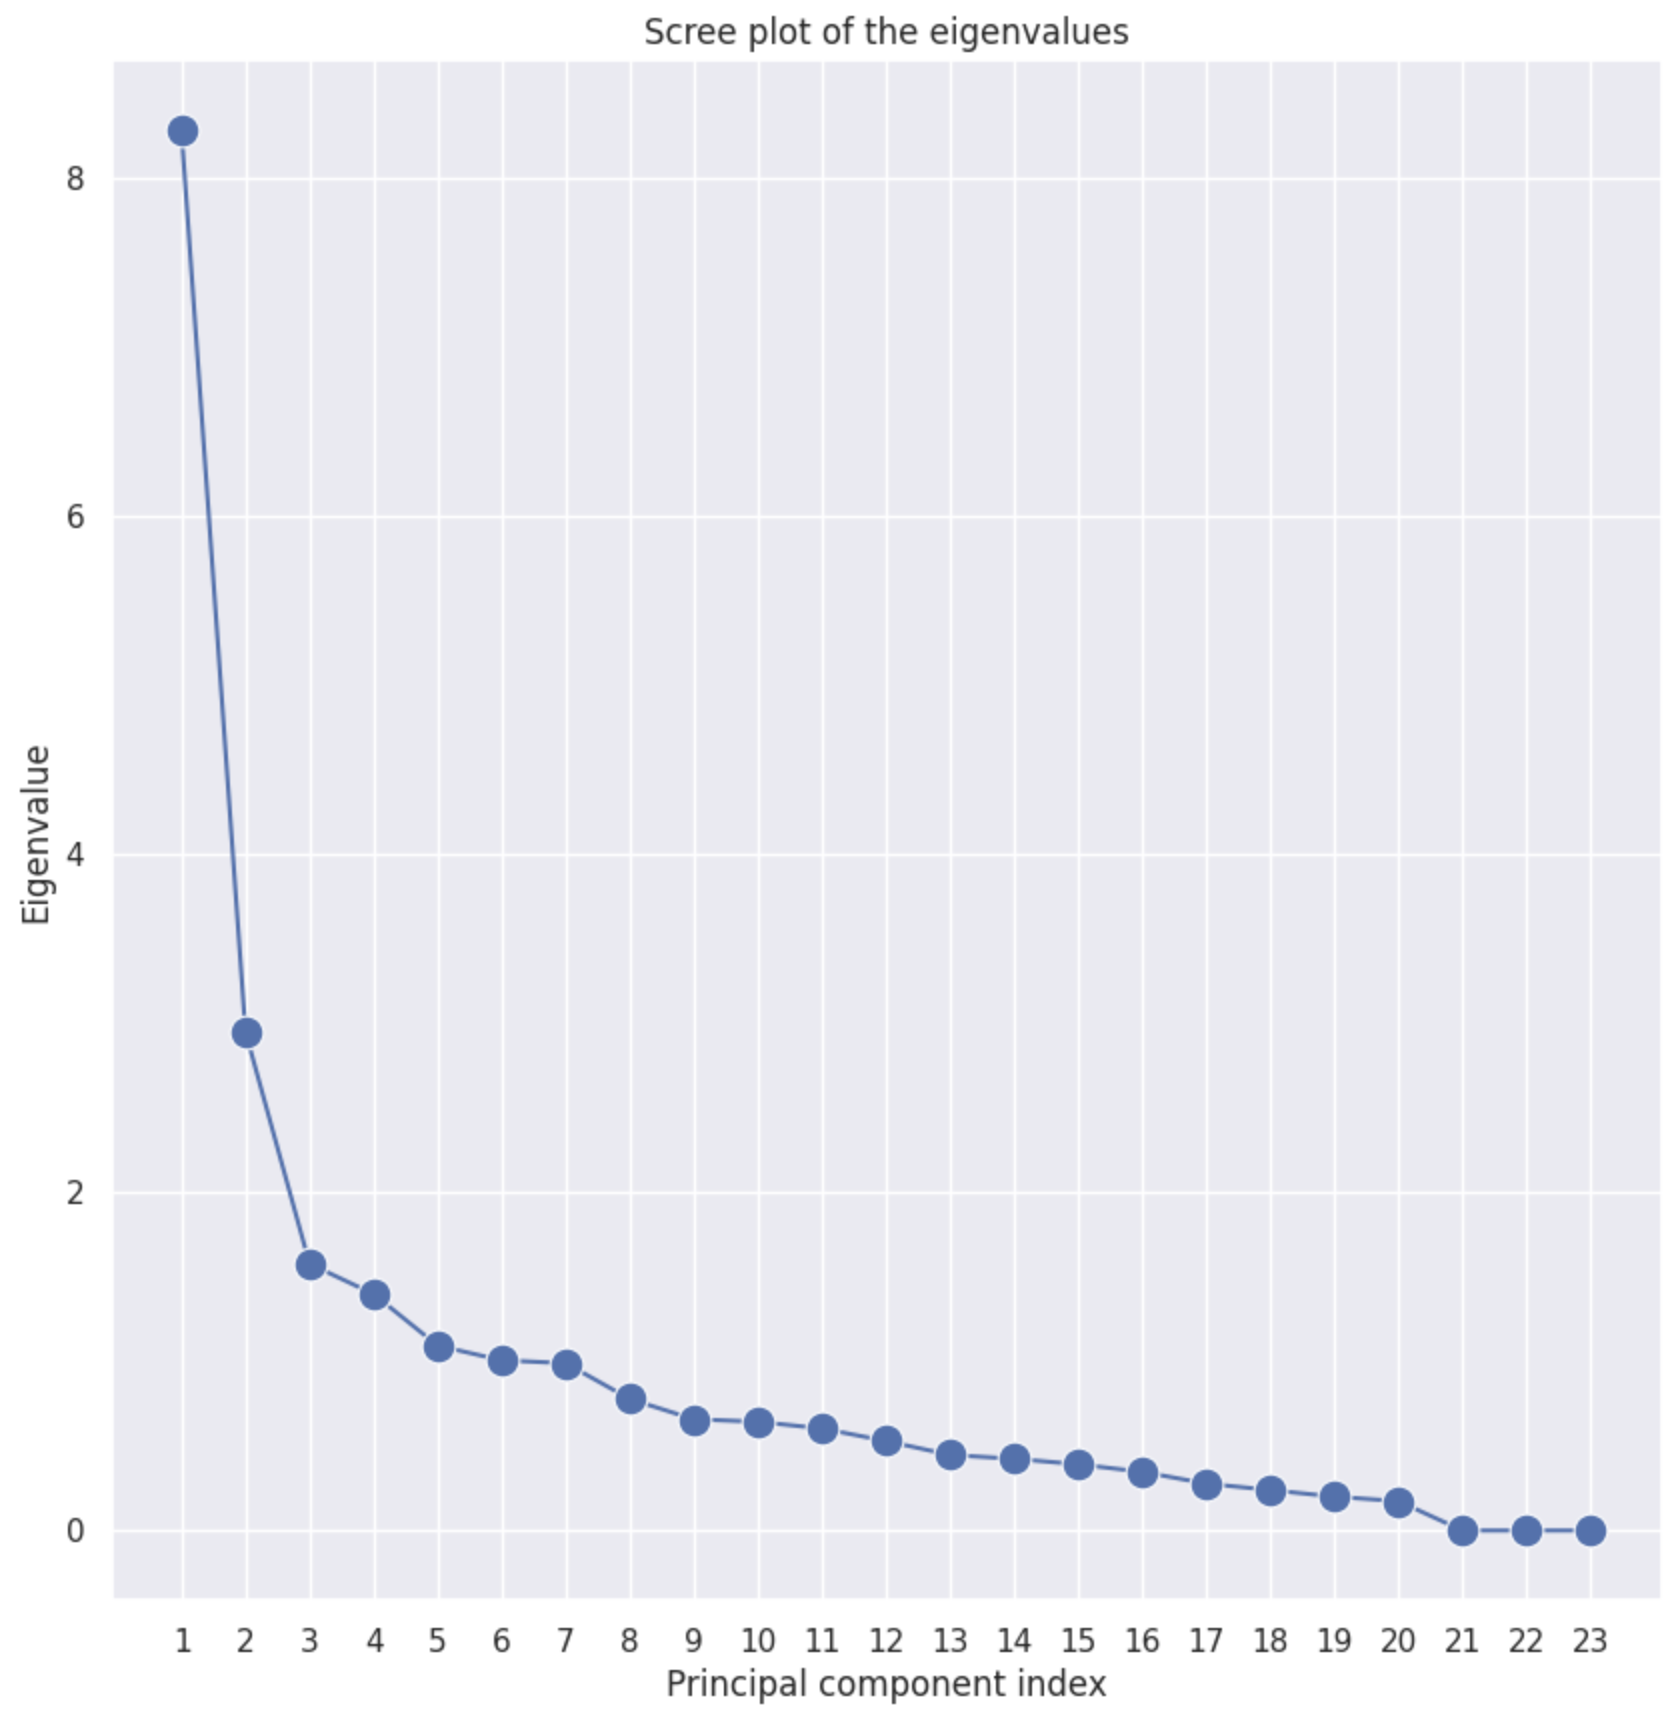 Scree plot of the eigenvalues
Eigenvalue
8
6
4
2
0
1 2 3 4 5 6 7 8 9 10 11 12 13 14 15 16 17 18 19 20 21 22 23
Principal component index